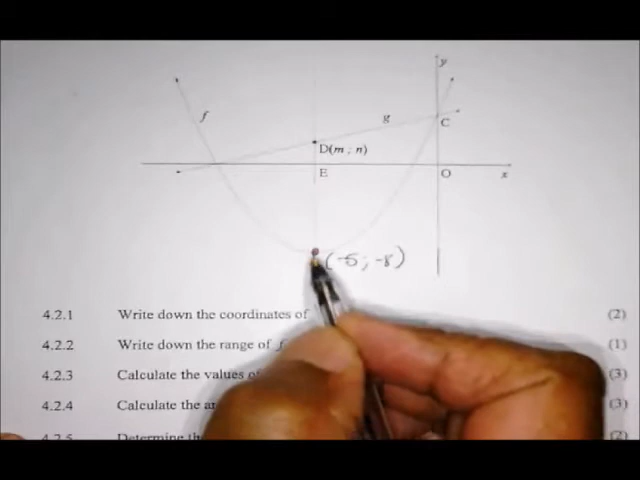 y
f
g
C
D(m ; n)
E
O
x
(-5; -8)
4.2.1 Write down the coordinates of (2)
4.2.2 Write down the range of f (1)
4.2.3 Calculate the values of (3)
4.2.4 Calculate the (3)
4.2.5 Determine the (2)